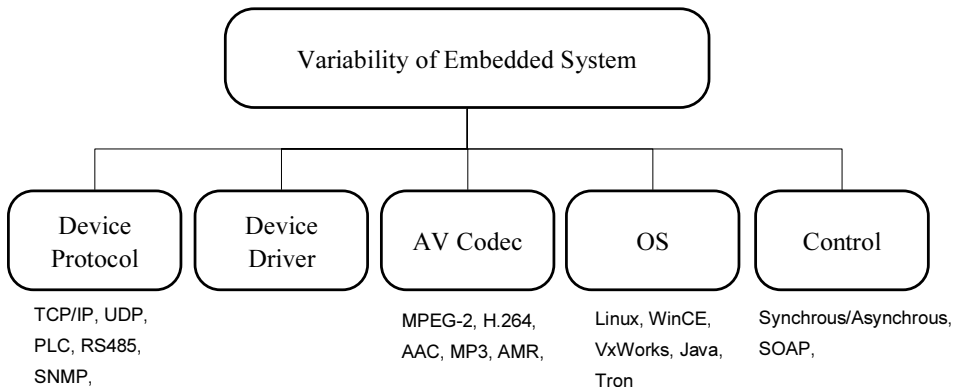 Variability of Embedded System
Device
Protocol
Device
Driver
AV Codec
OS
Control
TCP/IP, UDP,
PLC, RS485,
SNMP,
MPEG-2, H.264,
AAC, MP3, AMR,
Linux, WinCE,
VxWorks, Java,
Tron
Synchrous/Asynchrous,
SOAP,